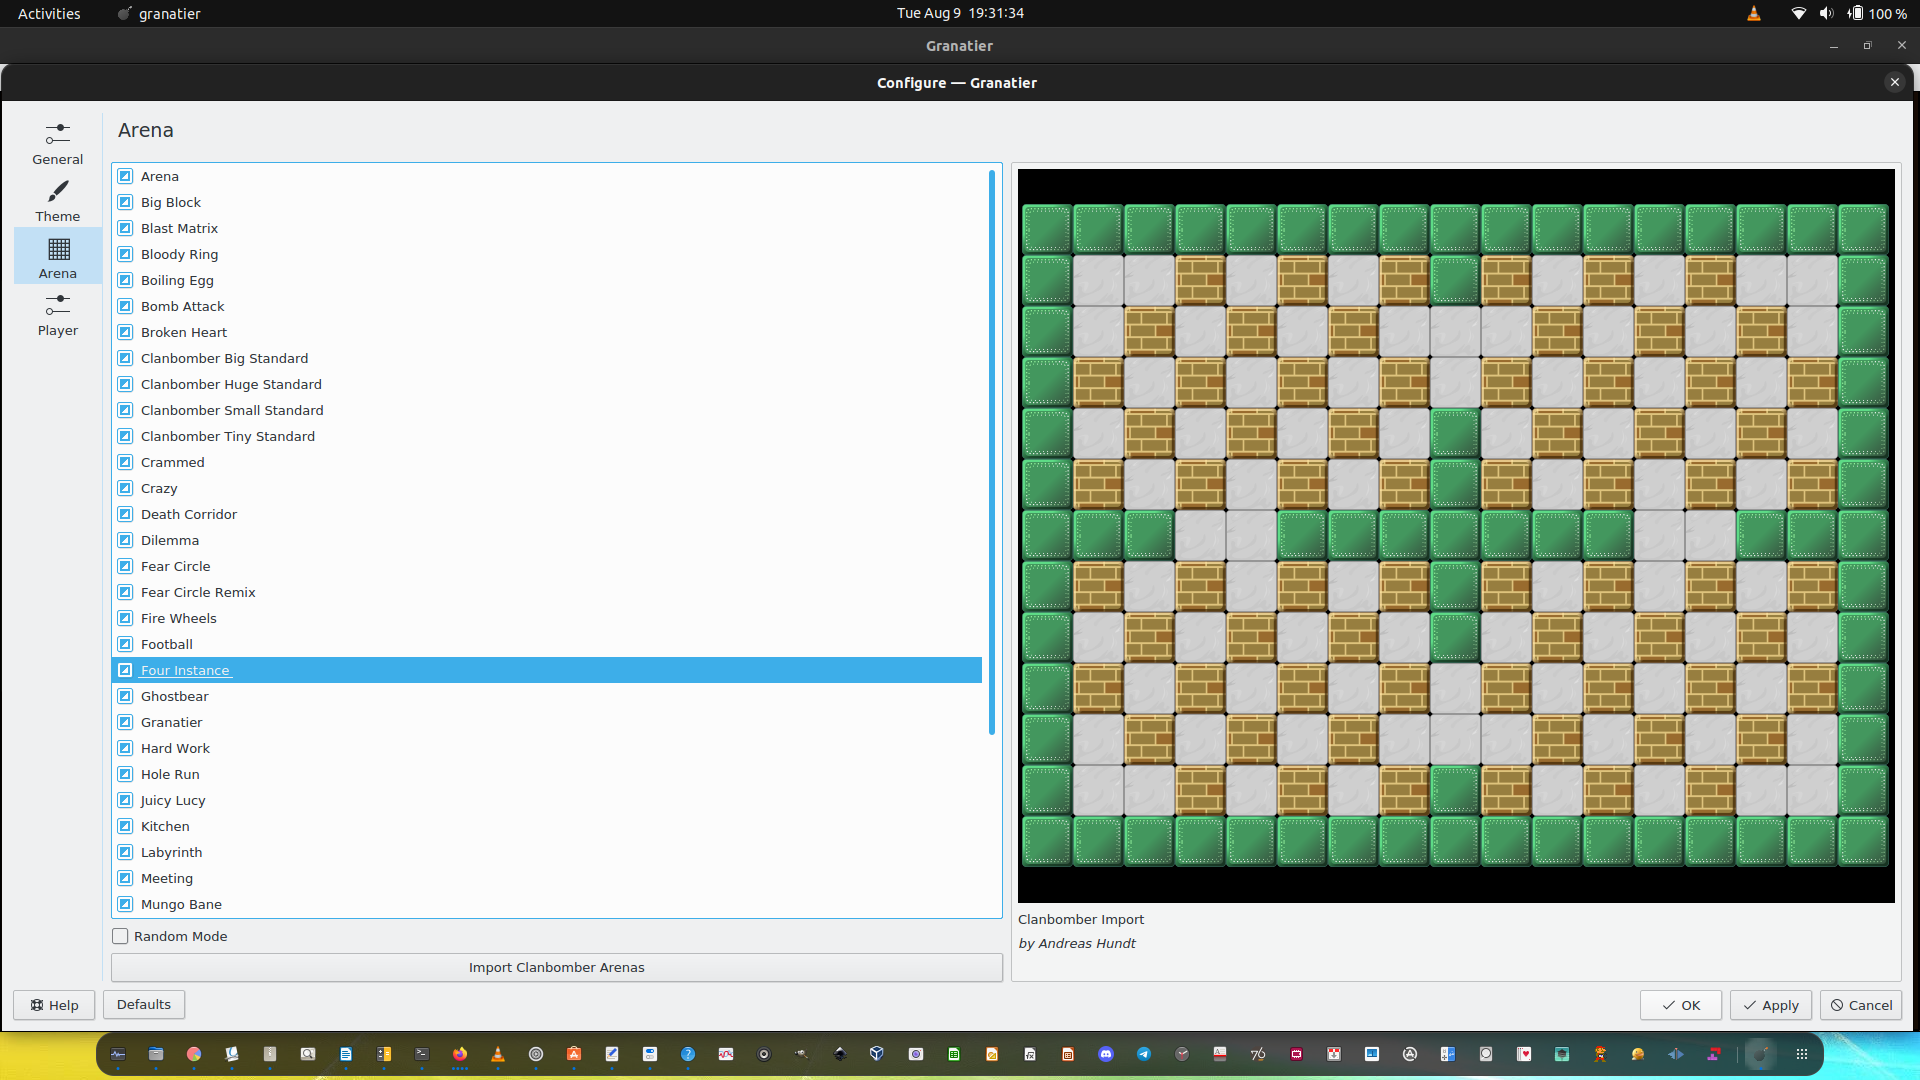 Activities
granatier
Tue Aug 9 19:31:34
100 %
Granatier
Configure — Granatier
General
Theme
Arena
Player
Arena
Arena
Big Block
Blast Matrix
Bloody Ring
Boiling Egg
Bomb Attack
Broken Heart
Clanbomber Big Standard
Clanbomber Huge Standard
Clanbomber Small Standard
Clanbomber Tiny Standard
Crammed
Crazy
Death Corridor
Dilemma
Fear Circle
Fear Circle Remix
Fire Wheels
Football
Four Instance
Ghostbear
Granatier
Hard Work
Hole Run
Juicy Lucy
Kitchen
Labyrinth
Meeting
Mungo Bane
Random Mode
Import Clanbomber Arenas
Clanbomber Import
by Andreas Hundt
Help
Defaults
OK
Apply
Cancel